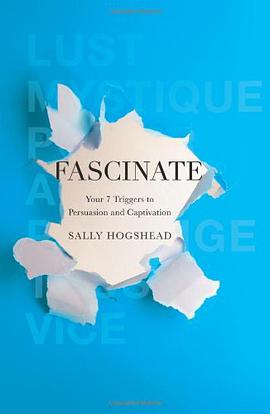 LUST
MYSTIQUE
FASCINATE
Your 7 Triggers to
Persuasion and Captivation
SALLY HOGSHEAD
VICE